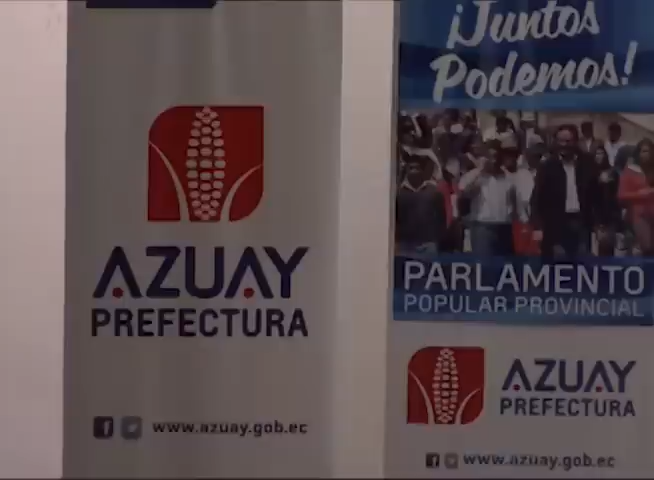 AZUAY
PREFECTURA
www.azuay.gob.ec
¡Juntos
Podemos!
PARLAMENTO
POPULAR PROVINCIAL
AZUAY
PREFECTURA
www.azuay.gob.ec